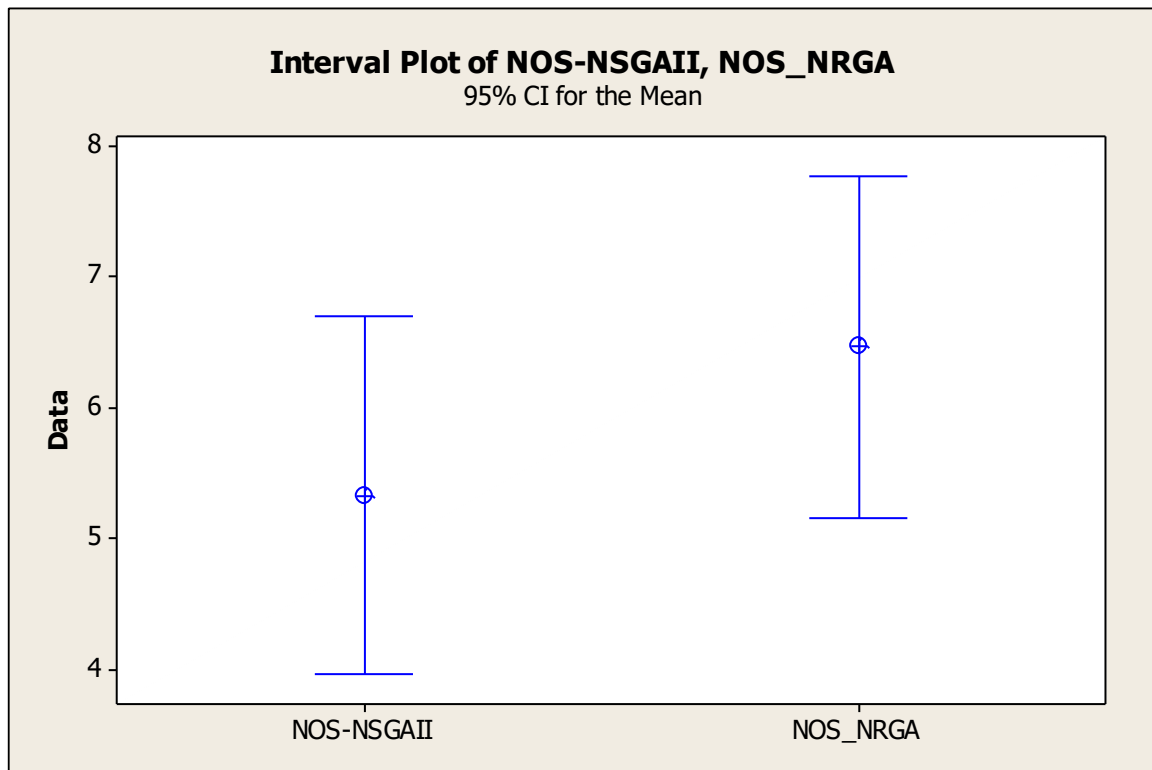 Interval Plot of NOS-NSGAII, NOS_NRGA
95% CI for the Mean
8
7
6
5
4
Data
NOS-NSGAII
NOS_NRGA